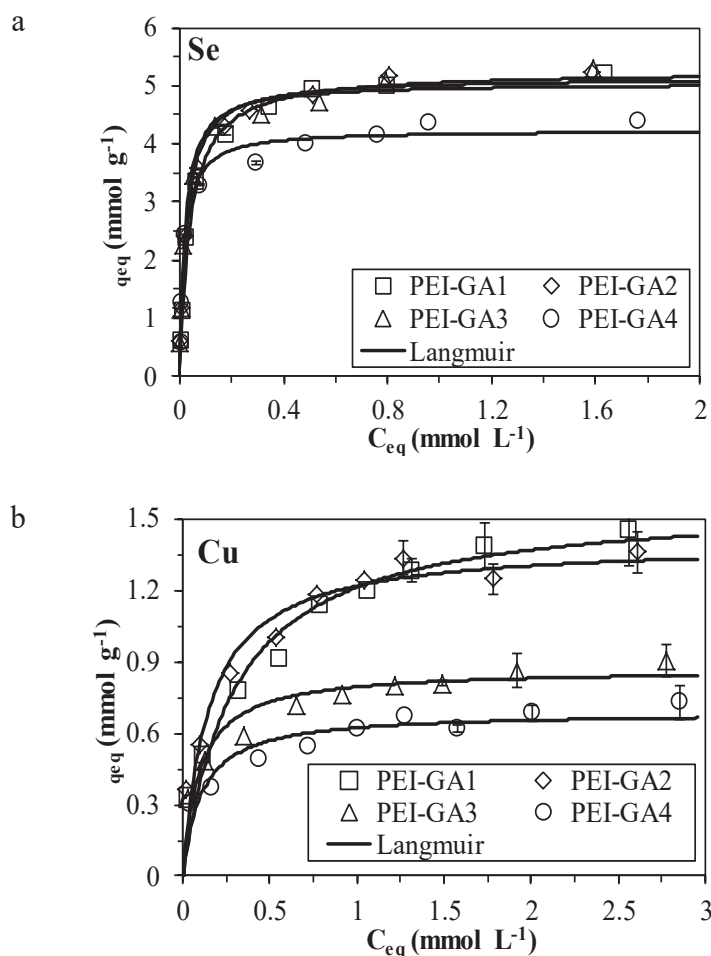 a
Se
6
5
4
3
2
1
0
qeq (mmol g-1)
PEI-GA1 PEI-GA2
PEI-GA3 PEI-GA4
Langmuir
0 0.4 0.8 1.2 1.6 2
Ceq (mmol L-1)
b
Cu
1.5
1.2
0.9
0.6
0.3
0
qeq (mmol g-1)
PEI-GA1 PEI-GA2
PEI-GA3 PEI-GA4
Langmuir
0 0.5 1 1.5 2 2.5 3
Ceq (mmol L-1)